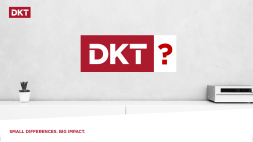 DKT
DKT ?
SMALL DIFFERENCES. BIG IMPACT.